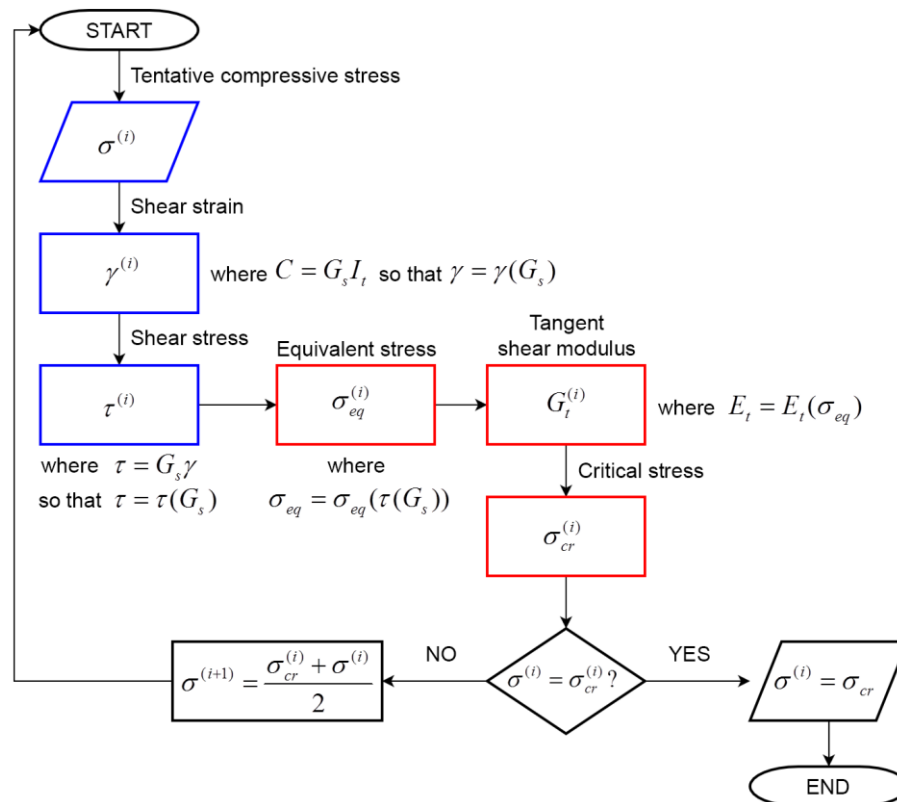 START
Tentative compressive stress
σ^(i)
Shear strain
γ^(i)
where C = G_s I_t so that γ = γ(G_s)
Shear stress
τ^(i)
where τ = G_s γ
so that τ = τ(G_s)
Equivalent stress
σ_eq^(i)
where
σ_eq = σ_eq(τ(G_s))
Tangent
shear modulus
G_t^(i)
where E_t = E_t(σ_eq)
Critical stress
σ_cr^(i)
σ^(i) = σ_cr^(i) ?
NO
σ^(i+1) = (σ_cr^(i) + σ^(i)) / 2
YES
σ^(i) = σ_cr
END